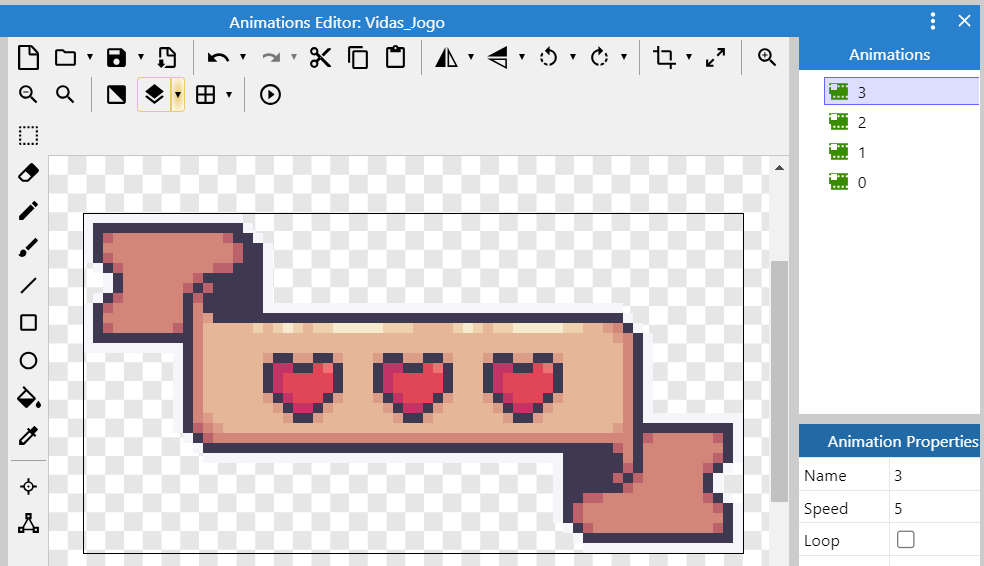 Animations Editor: Vidas_Jogo
Animations
3
2
1
0
Animation Properties
Name 3
Speed 5
Loop